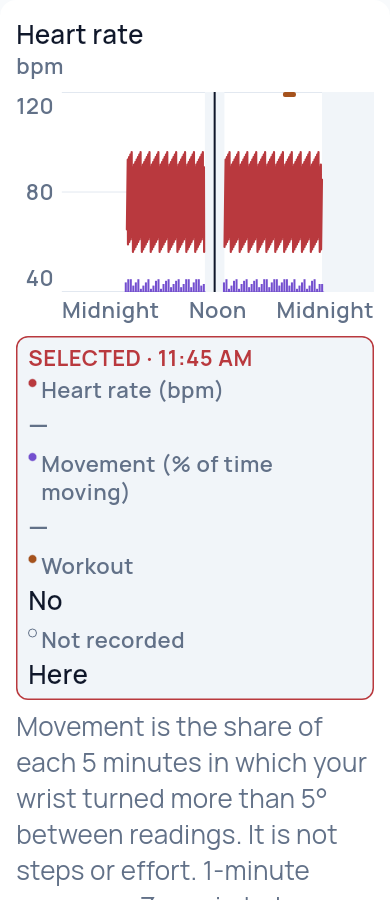 Heart rate
bpm
120
80
40
Midnight Noon Midnight
SELECTED · 11:45 AM
Heart rate (bpm)
—
Movement (% of time
moving)
—
Workout
No
Not recorded
Here
Movement is the share of
each 5 minutes in which your
wrist turned more than 5°
between readings. It is not
steps or effort. 1-minute